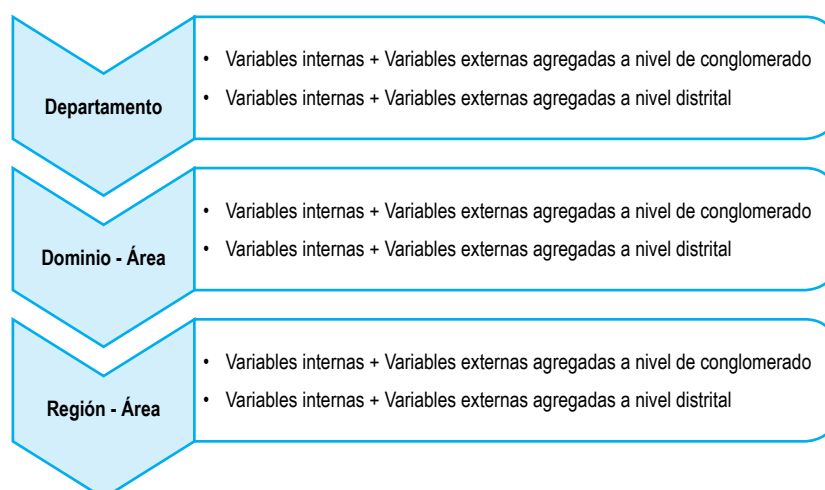 Departamento
• Variables internas + Variables externas agregadas a nivel de conglomerado
• Variables internas + Variables externas agregadas a nivel distrital
Dominio - Área
• Variables internas + Variables externas agregadas a nivel de conglomerado
• Variables internas + Variables externas agregadas a nivel distrital
Región - Área
• Variables internas + Variables externas agregadas a nivel de conglomerado
• Variables internas + Variables externas agregadas a nivel distrital